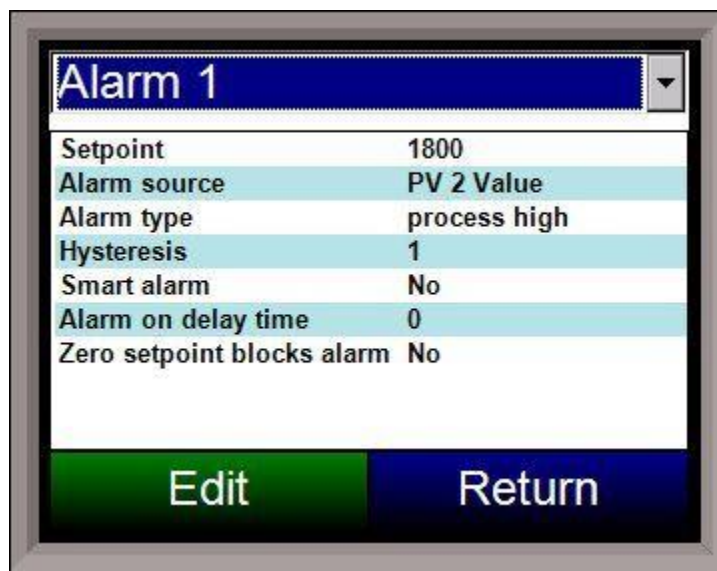 Alarm 1
Setpoint 1800
Alarm source PV 2 Value
Alarm type process high
Hysteresis 1
Smart alarm No
Alarm on delay time 0
Zero setpoint blocks alarm No
Edit Return